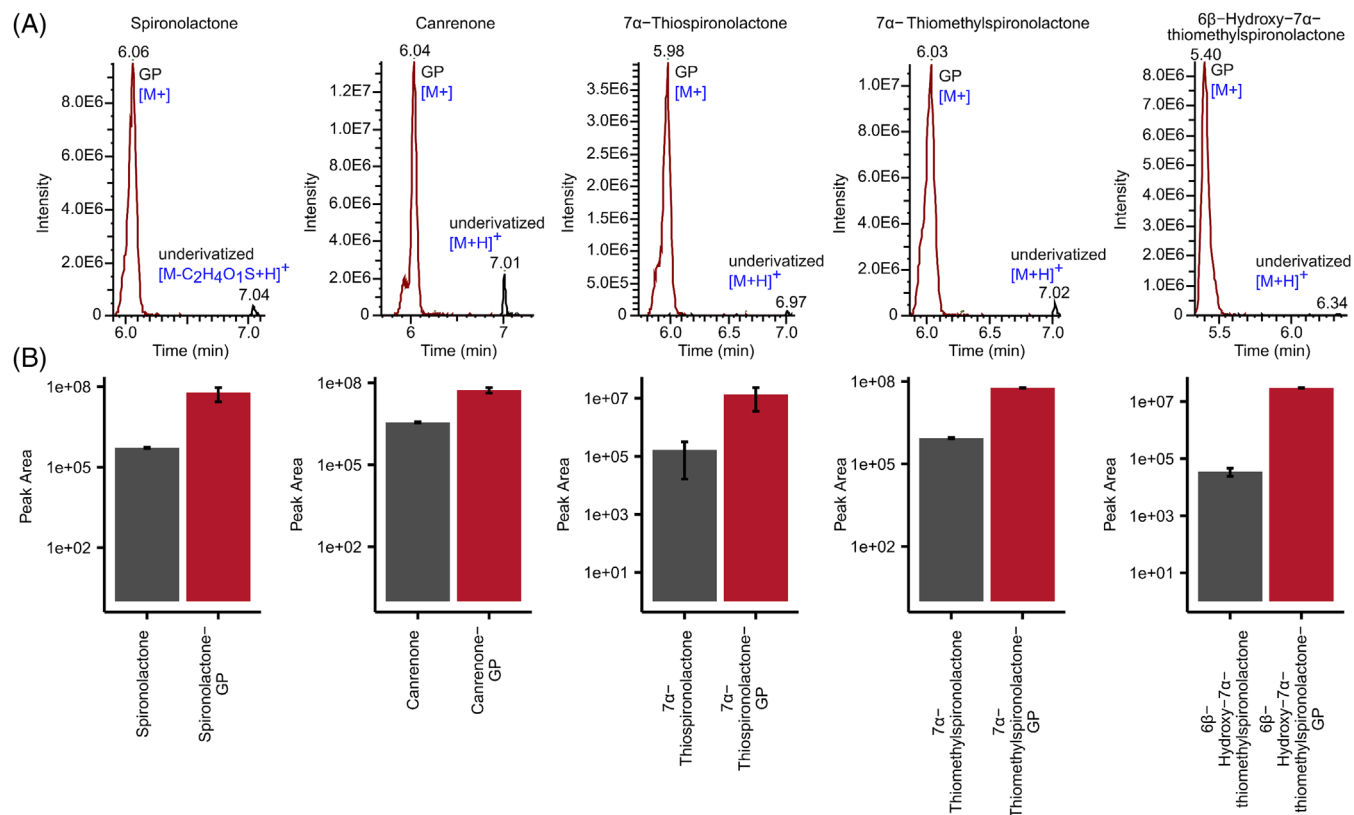 (A)
Spironolactone
6.06
GP
[M+]
8.0E6
6.0E6
4.0E6
2.0E6
0
Intensity
underivatized
[M-C2H4O1S+H]+
7.04
6.0
7.0
Time (min)
Canrenone
6.04
GP
[M+]
1.2E7
1.0E7
8.0E6
6.0E6
4.0E6
2.0E6
0
Intensity
underivatized
[M+H]+
7.01
6
7
Time (min)
7α−Thiospironolactone
5.98
GP
[M+]
3.5E6
3.0E6
2.5E6
2.0E6
1.5E6
1.0E6
5.0E5
0
Intensity
underivatized
[M+H]+
6.97
6.0
6.5
7.0
Time (min)
7α− Thiomethylspironolactone
6.03
GP
[M+]
1.0E7
8.0E6
6.0E6
4.0E6
2.0E6
0
Intensity
underivatized
[M+H]+
7.02
6.0
6.5
7.0
Time (min)
6β−Hydroxy−7α−
thiomethylspironolactone
5.40
GP
[M+]
8.0E6
7.0E6
6.0E6
5.0E6
4.0E6
3.0E6
2.0E6
1.0E6
0
Intensity
underivatized
[M+H]+
6.34
5.5
6.0
Time (min)
(B)
Peak Area
1e+08
1e+05
1e+02
Spironolactone
Spironolactone−
GP
Peak Area
1e+08
1e+05
1e+02
Canrenone
Canrenone−
GP
Peak Area
1e+07
1e+05
1e+03
1e+01
7α−
Thiospironolactone
7α−
Thiospironolactone−
GP
Peak Area
1e+08
1e+05
1e+02
7α−
Thiomethylspironolactone
7α−
Thiomethylspironolactone−
GP
Peak Area
1e+07
1e+05
1e+03
1e+01
6β−
Hydroxy−7α−
thiomethylspironolactone
6β−
Hydroxy−7α−
thiomethylspironolactone−
GP